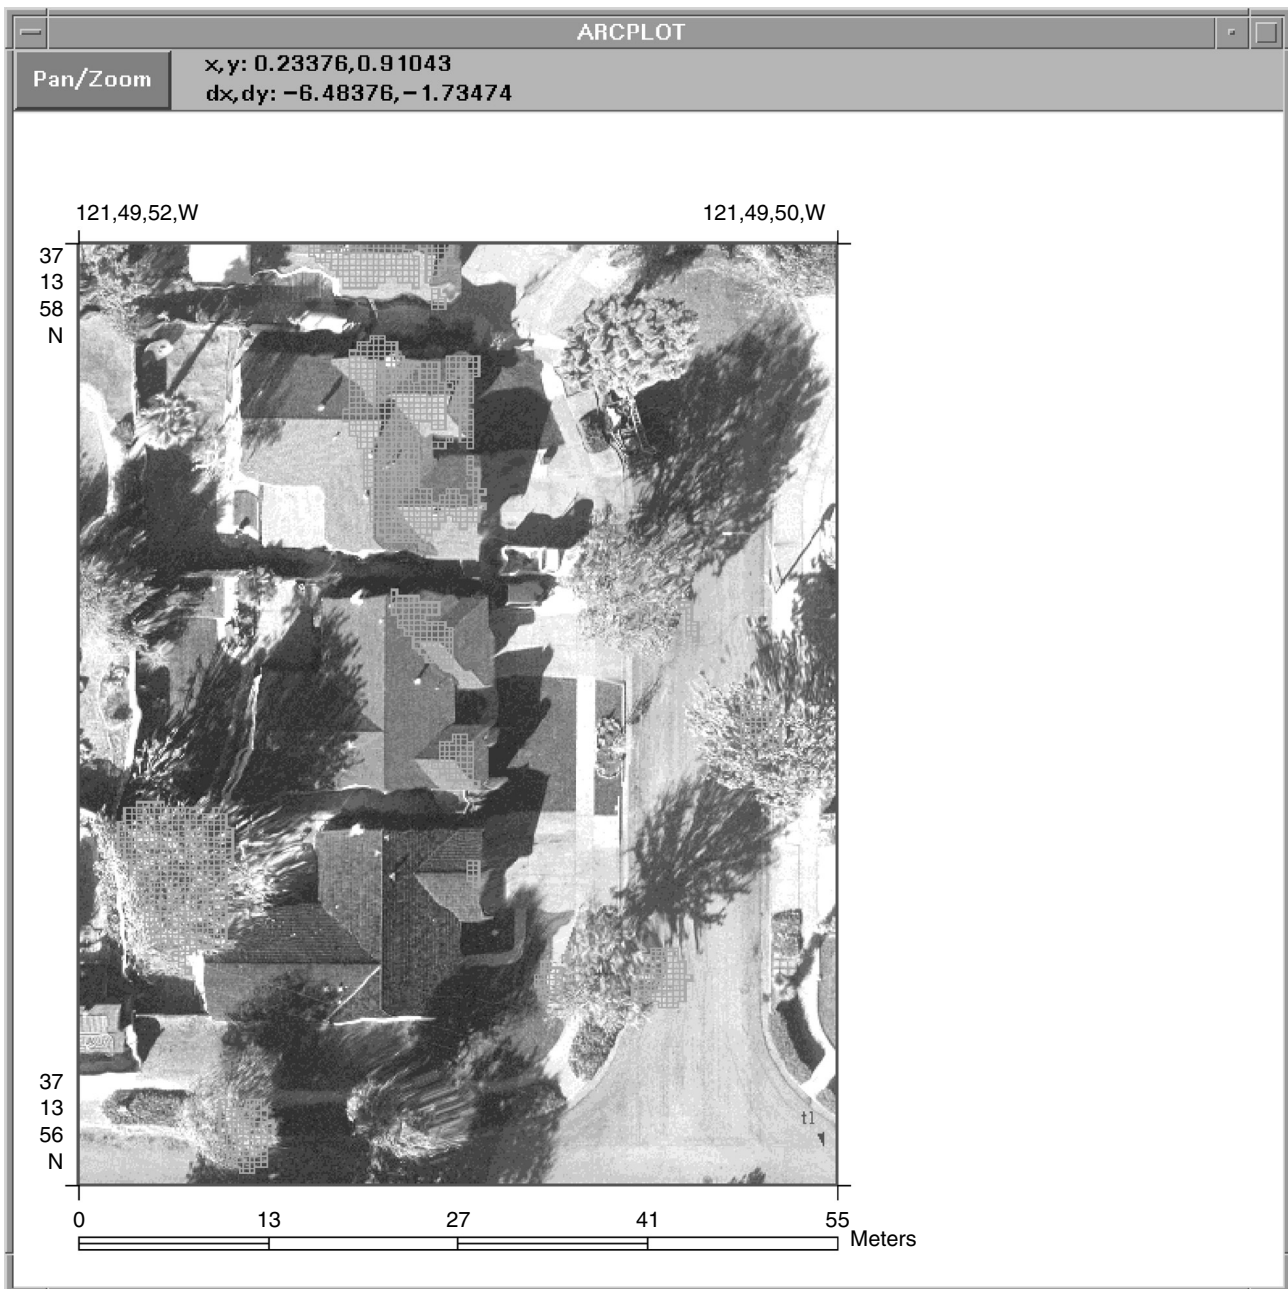 ARCPLOT
Pan/Zoom
x,y: 0.23376,0.91043
dx,dy: -6.48376,-1.73474
121,49,52,W
121,49,50,W
37
13
58
N
37
13
56
N
t1
0 13 27 41 55
Meters